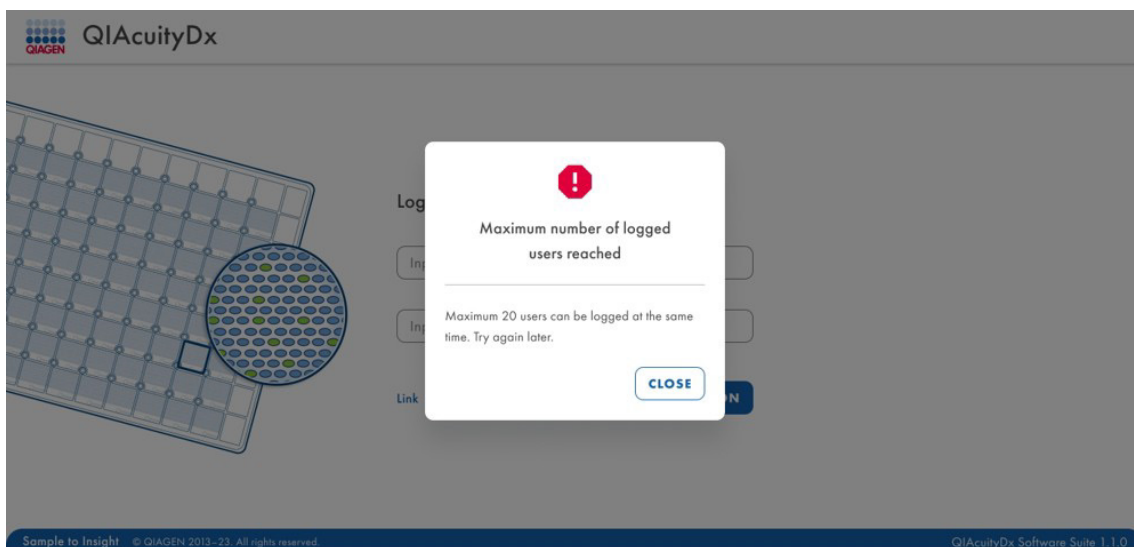 QIAGEN
QIAcuityDx
Log
Maximum number of logged
users reached
Maximum 20 users can be logged at the same
time. Try again later.
CLOSE
Link
Sample to Insight © QIAGEN 2013–23. All rights reserved.
QIAcuityDx Software Suite 1.1.0